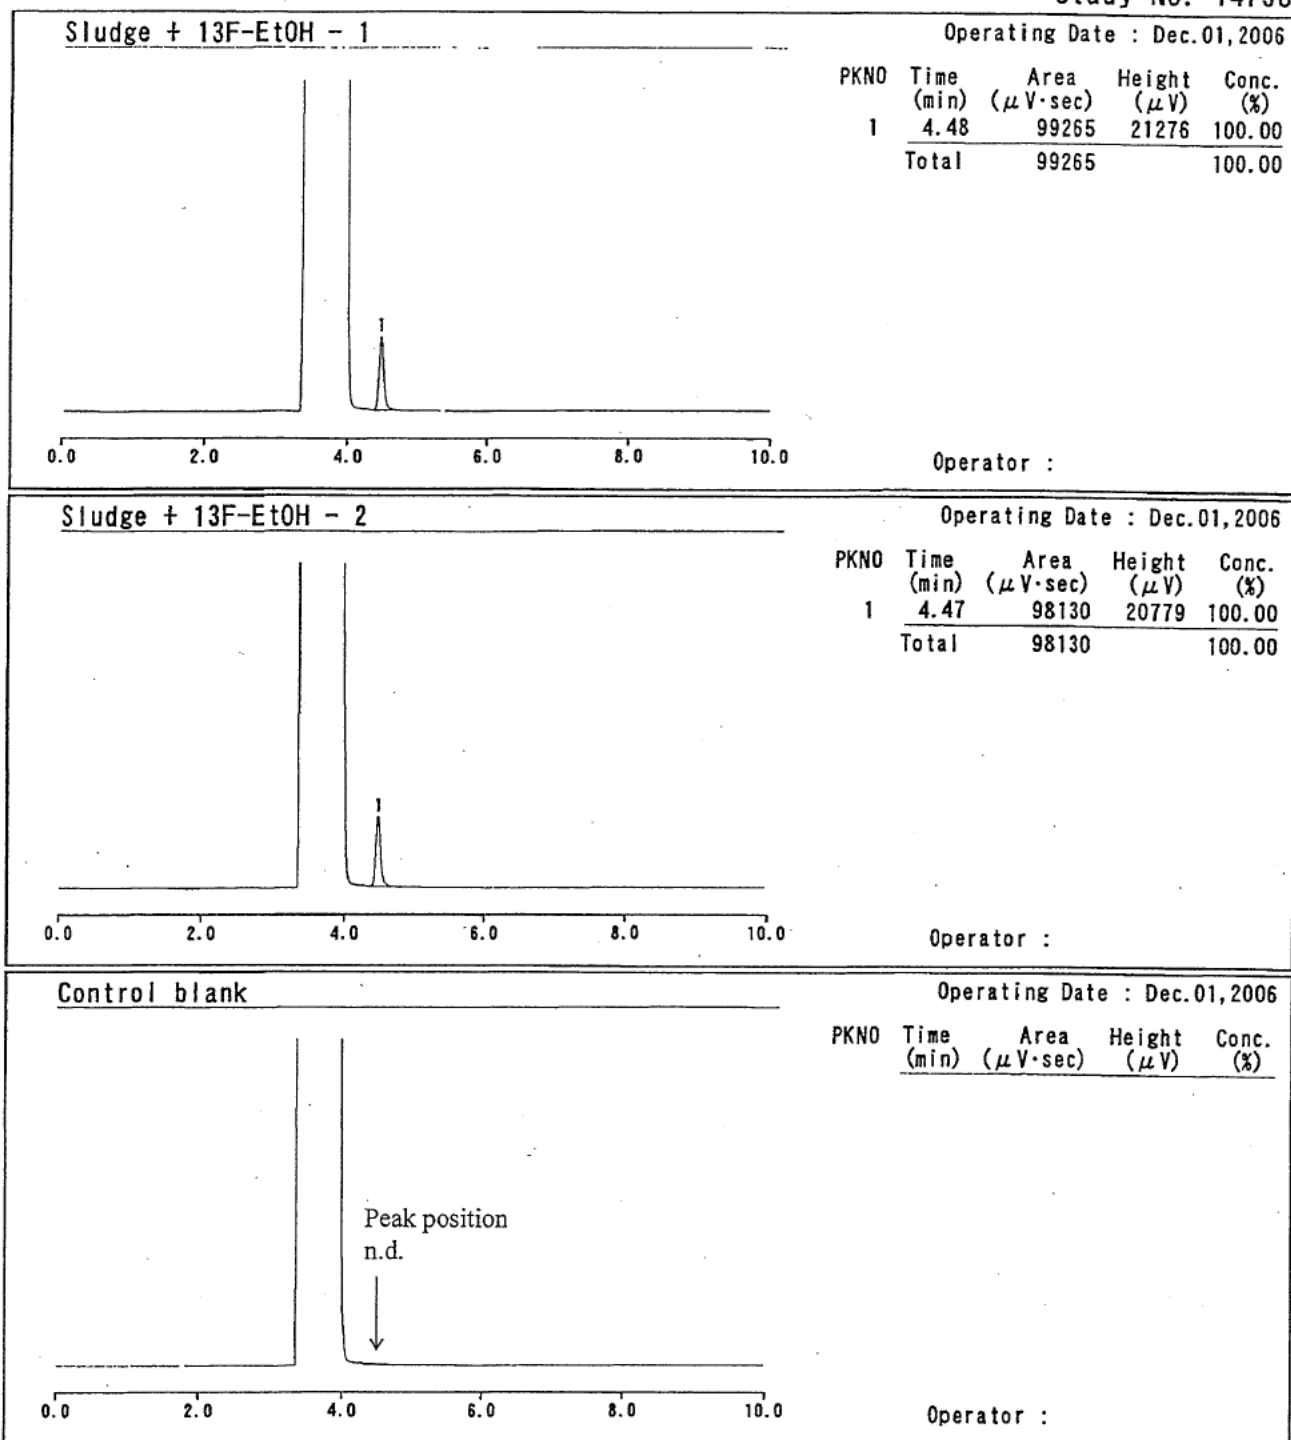 Sludge + 13F-EtOH - 1
Operating Date : Dec.01,2006
PKNO Time Area Height Conc.
(min) (μV·sec) (μV) (%)
1 4.48 99265 21276 100.00
Total 99265 100.00
1
0.0 2.0 4.0 6.0 8.0 10.0
Operator :
Sludge + 13F-EtOH - 2
Operating Date : Dec.01,2006
PKNO Time Area Height Conc.
(min) (μV·sec) (μV) (%)
1 4.47 98130 20779 100.00
Total 98130 100.00
1
0.0 2.0 4.0 6.0 8.0 10.0
Operator :
Control blank
Operating Date : Dec.01,2006
PKNO Time Area Height Conc.
(min) (μV·sec) (μV) (%)
Peak position
n.d.
0.0 2.0 4.0 6.0 8.0 10.0
Operator :